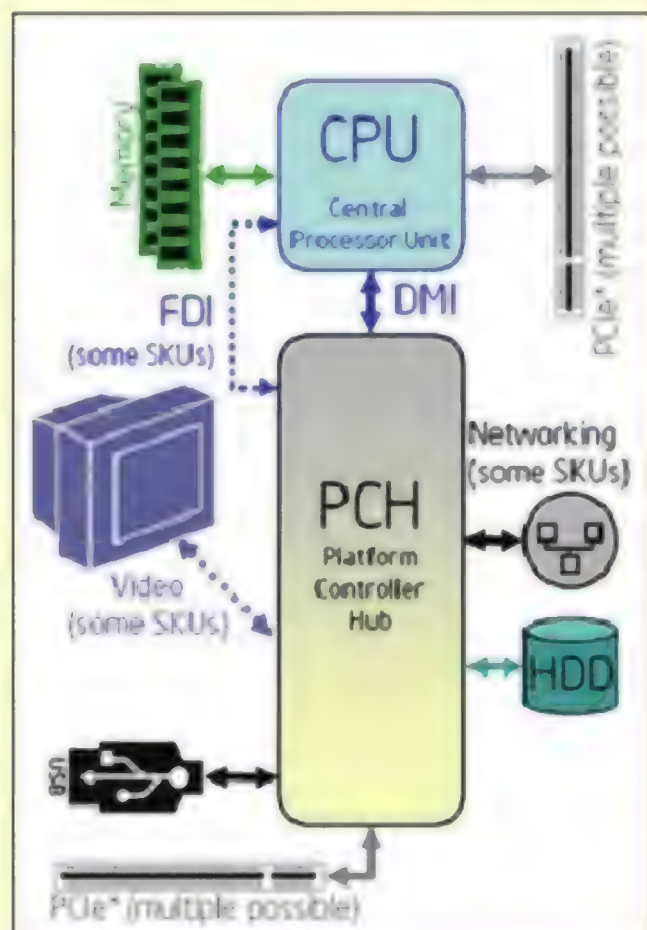 Memory
CPU
Central
Processor Unit
PCIe* (multiple possible)
FDI
(some SKUs)
DMI
Networking
(some SKUs)
PCH
Platform
Controller
Hub
Video
(some SKUs)
HDD
USB
PCIe* (multiple possible)